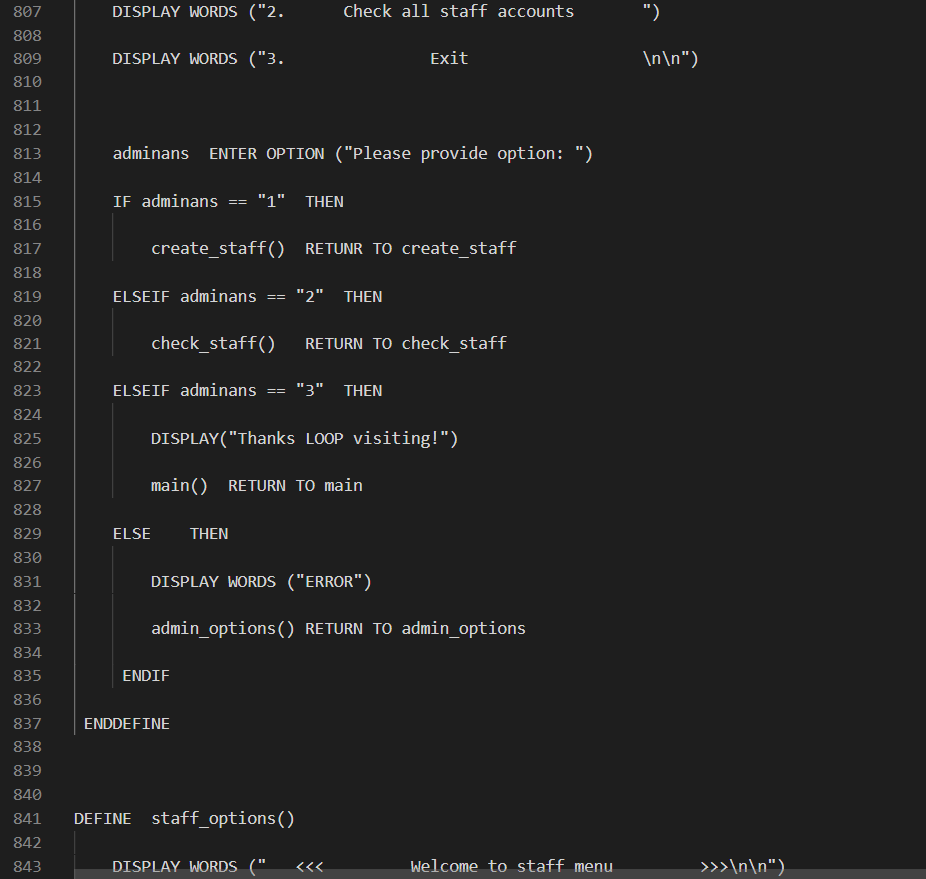 807 DISPLAY WORDS ("2.      Check all staff accounts       ")
808
809 DISPLAY WORDS ("3.               Exit                  \n\n")
810
811
812
813 adminans  ENTER OPTION ("Please provide option: ")
814
815 IF adminans == "1"  THEN
816
817 create_staff()  RETUNR TO create_staff
818
819 ELSEIF adminans == "2"  THEN
820
821 check_staff()   RETURN TO check_staff
822
823 ELSEIF adminans == "3"  THEN
824
825 DISPLAY("Thanks LOOP visiting!")
826
827 main()  RETURN TO main
828
829 ELSE    THEN
830
831 DISPLAY WORDS ("ERROR")
832
833 admin_options() RETURN TO admin_options
834
835 ENDIF
836
837 ENDDEFINE
838
839
840
841 DEFINE  staff_options()
842
843 DISPLAY WORDS ("   <<<         Welcome to staff menu         >>>\n\n")